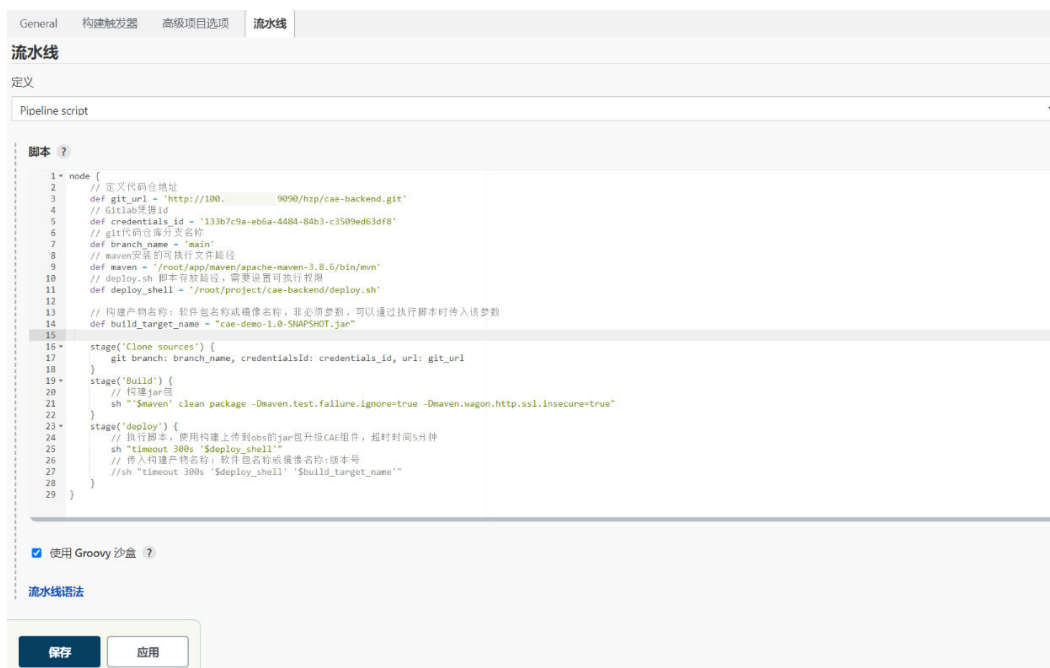 General 构建触发器 高级项目选项 流水线
流水线
定义
Pipeline script
脚本 ?
1 node {
2 // 定义代码仓地址
3 def git_url = 'http://100. 9090/hzp/cae-backend.git'
4 // Gitlab凭据id
5 def credentials_id = '133b7c9a-eb6a-4484-84b3-c3509ed63df8'
6 // git代码仓库分支名称
7 def branch_name = 'main'
8 // maven安装的可执行文件路径
9 def maven = '/root/app/maven/apache-maven-3.8.6/bin/mvn'
10 // deploy.sh 脚本存放路径，需要设置可执行权限
11 def deploy_shell = '/root/project/cae-backend/deploy.sh'
12
13 // 构建产物名称：软件包名称或镜像名称，非必须参数，可以通过执行脚本时传入该参数
14 def build_target_name = "cae-demo-1.0-SNAPSHOT.jar"
15
16 stage('Clone sources') {
17 git branch: branch_name, credentialsId: credentials_id, url: git_url
18 }
19 stage('Build') {
20 // 构建jar包
21 sh "'$maven' clean package -Dmaven.test.failure.ignore=true -Dmaven.wagon.http.ssl.insecure=true"
22 }
23 stage('deploy') {
24 // 执行脚本，使用构建上传到obs的jar包升级CAE组件，超时时间5分钟
25 sh "timeout 300s '$deploy_shell'"
26 // 传入构建产物名称：软件包名称或镜像名称:版本号
27 //sh "timeout 300s '$deploy_shell' '$build_target_name'"
28 }
29 }
使用 Groovy 沙盒 ?
流水线语法
保存 应用